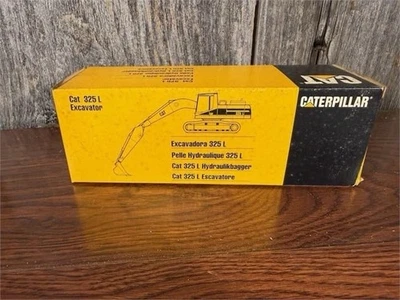 Cat 325 L
Excavator
CAT
CATERPILLAR
Excavadora 325 L
Pelle Hydraulique 325 L
Cat 325 L Hydraulikbagger
Cat 325 L Escavatore